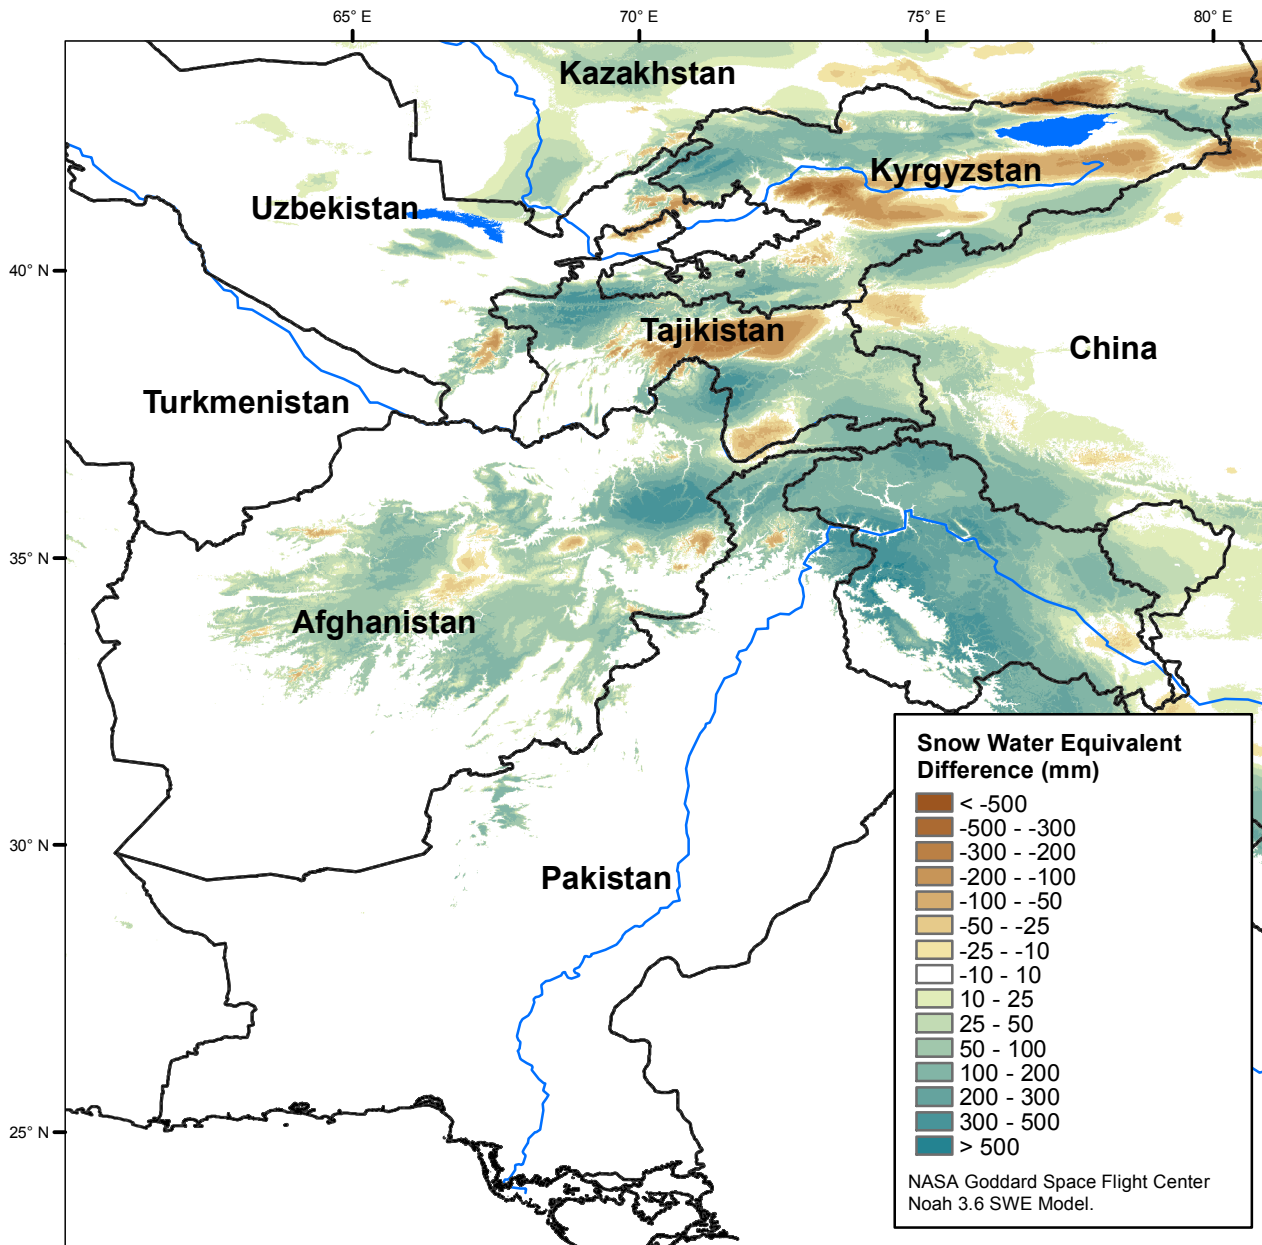 65° E
70° E
75° E
80° E
40° N
35° N
30° N
25° N
Kazakhstan
Kyrgyzstan
Uzbekistan
Tajikistan
China
Turkmenistan
Afghanistan
Pakistan
Snow Water Equivalent
Difference (mm)
< -500
-500 - -300
-300 - -200
-200 - -100
-100 - -50
-50 - -25
-25 - -10
-10 - 10
10 - 25
25 - 50
50 - 100
100 - 200
200 - 300
300 - 500
> 500
NASA Goddard Space Flight Center
Noah 3.6 SWE Model.